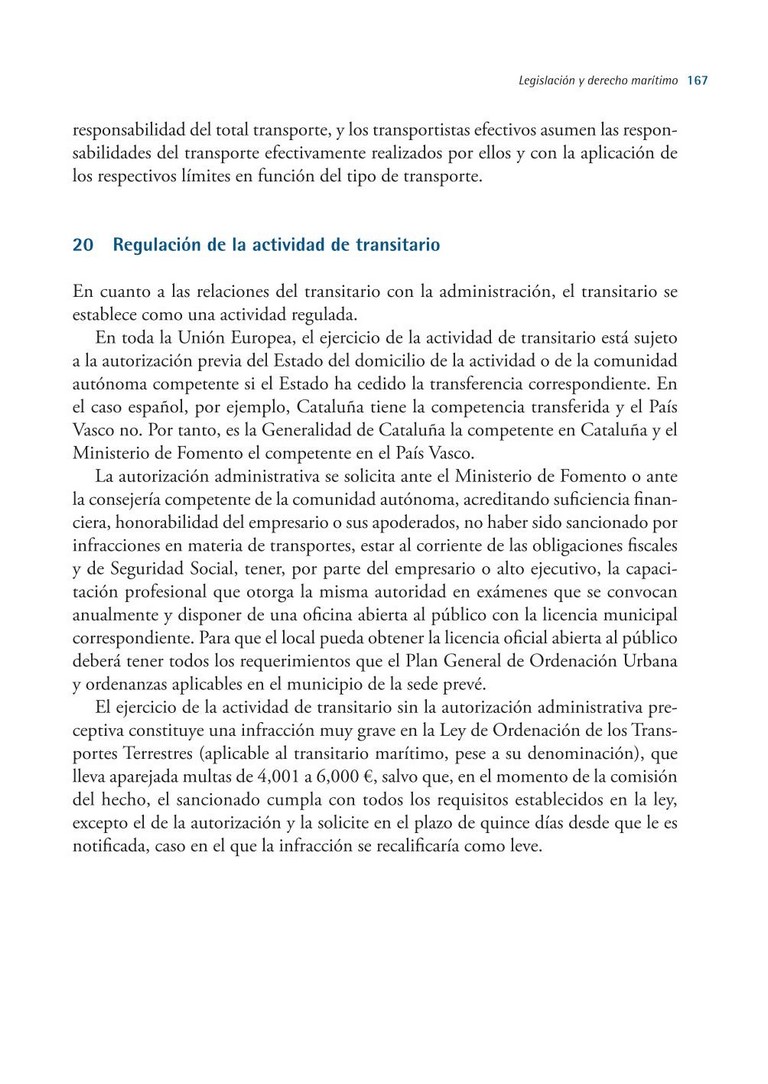 Legislación y derecho marítimo 167
responsabilidad del total transporte, y los transportistas efectivos asumen las respon-
sabilidades del transporte efectivamente realizados por ellos y con la aplicación de
los respectivos límites en función del tipo de transporte.
20 Regulación de la actividad de transitario
En cuanto a las relaciones del transitario con la administración, el transitario se
establece como una actividad regulada.
En toda la Unión Europea, el ejercicio de la actividad de transitario está sujeto
a la autorización previa del Estado del domicilio de la actividad o de la comunidad
autónoma competente si el Estado ha cedido la transferencia correspondiente. En
el caso español, por ejemplo, Cataluña tiene la competencia transferida y el País
Vasco no. Por tanto, es la Generalidad de Cataluña la competente en Cataluña y el
Ministerio de Fomento el competente en el País Vasco.
La autorización administrativa se solicita ante el Ministerio de Fomento o ante
la consejería competente de la comunidad autónoma, acreditando suficiencia finan-
ciera, honorabilidad del empresario o sus apoderados, no haber sido sancionado por
infracciones en materia de transportes, estar al corriente de las obligaciones fiscales
y de Seguridad Social, tener, por parte del empresario o alto ejecutivo, la capaci-
tación profesional que otorga la misma autoridad en exámenes que se convocan
anualmente y disponer de una oficina abierta al público con la licencia municipal
correspondiente. Para que el local pueda obtener la licencia oficial abierta al público
deberá tener todos los requerimientos que el Plan General de Ordenación Urbana
y ordenanzas aplicables en el municipio de la sede prevé.
El ejercicio de la actividad de transitario sin la autorización administrativa pre-
ceptiva constituye una infracción muy grave en la Ley de Ordenación de los Trans-
portes Terrestres (aplicable al transitario marítimo, pese a su denominación), que
lleva aparejada multas de 4,001 a 6,000 €, salvo que, en el momento de la comisión
del hecho, el sancionado cumpla con todos los requisitos establecidos en la ley,
excepto el de la autorización y la solicite en el plazo de quince días desde que le es
notificada, caso en el que la infracción se recalificaría como leve.